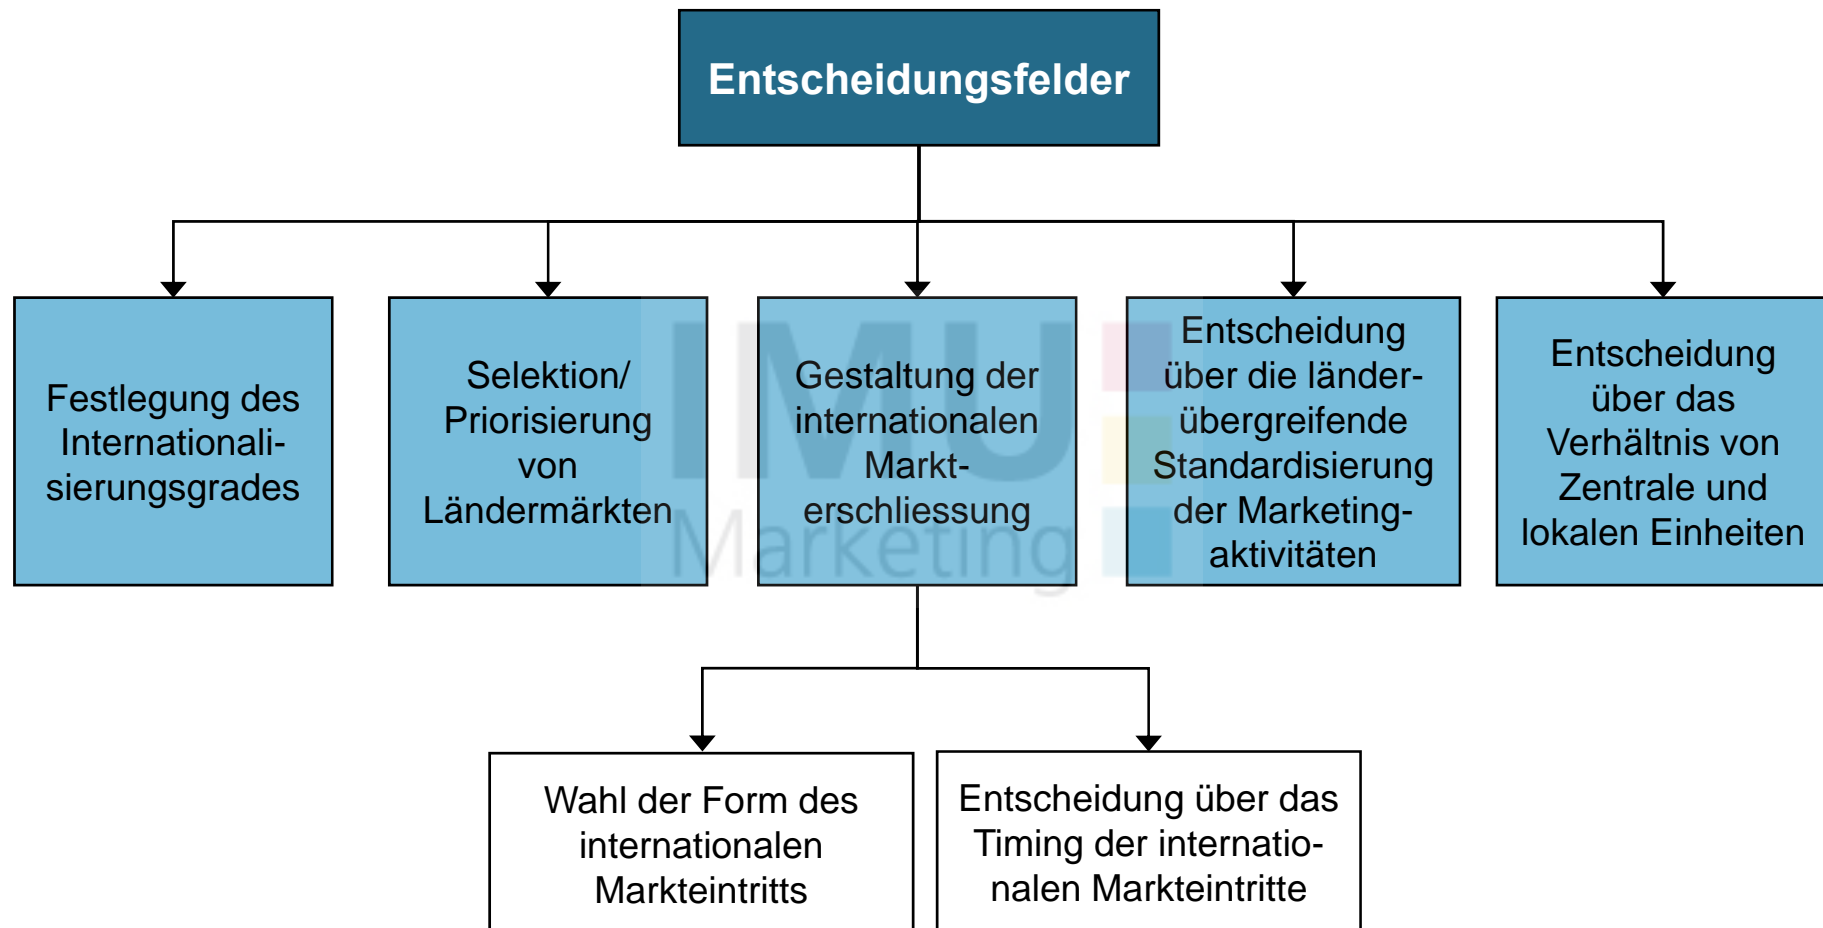 Entscheidungsfelder
Festlegung des
Internationali-
sierungsgrades
Selektion/
Priorisierung
von
Ländermärkten
Gestaltung der
internationalen
Markt-
erschliessung
Entscheidung
über die länder-
übergreifende
Standardisierung
der Marketing-
aktivitäten
Entscheidung
über das
Verhältnis von
Zentrale und
lokalen Einheiten
IMU
Marketing
Wahl der Form des
internationalen
Markteintritts
Entscheidung über das
Timing der internatio-
nalen Markteintritte